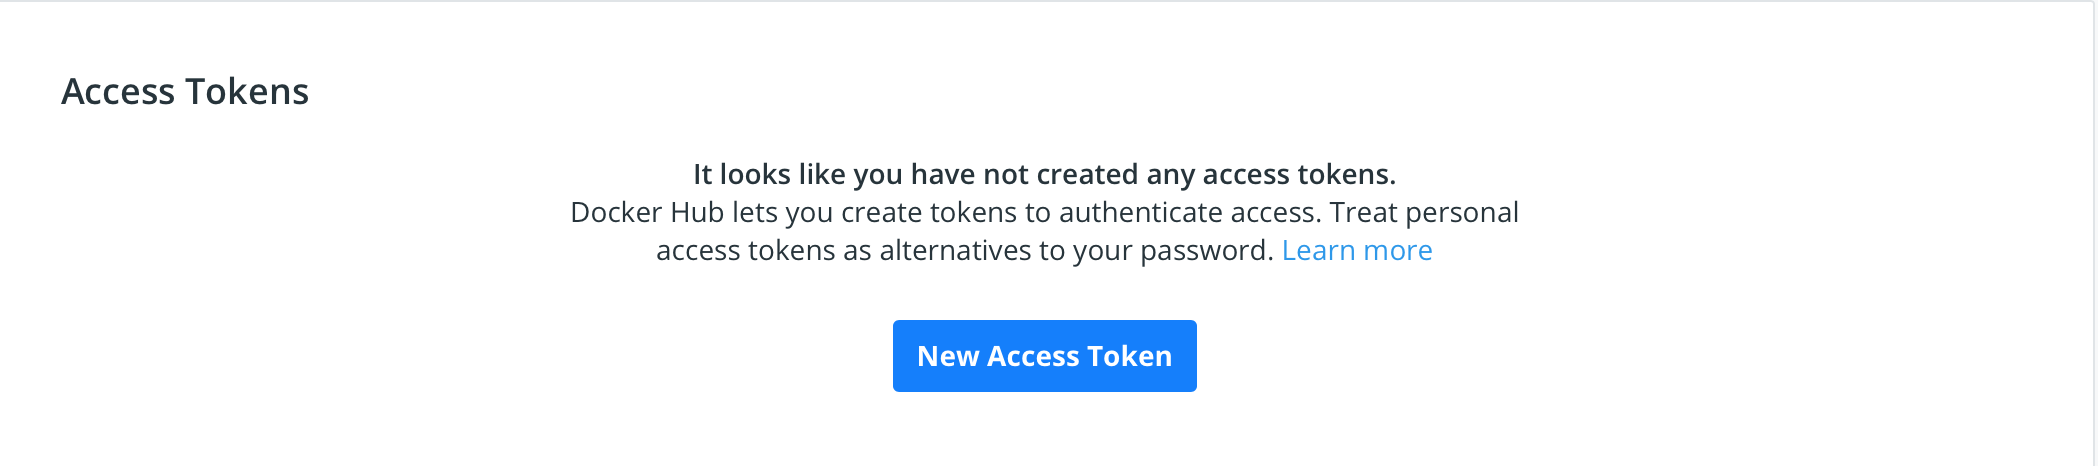 Access Tokens
It looks like you have not created any access tokens.
Docker Hub lets you create tokens to authenticate access. Treat personal
access tokens as alternatives to your password. Learn more
New Access Token